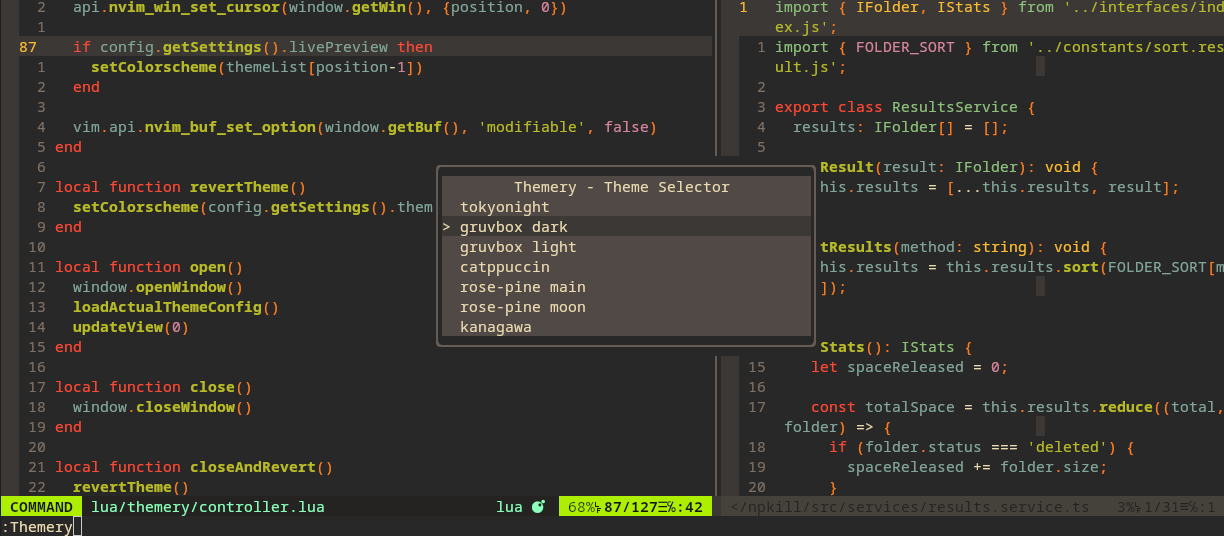 2 api.nvim_win_set_cursor(window.getWin(), {position, 0})
1
87 if config.getSettings().livePreview then
1 setColorscheme(themeList[position-1])
2 end
3
4 vim.api.nvim_buf_set_option(window.getBuf(), 'modifiable', false)
5 end
6
7 local function revertTheme()
8 setColorscheme(config.getSettings().them
9 end
10
11 local function open()
12 window.openWindow()
13 loadActualThemeConfig()
14 updateView(0)
15 end
16
17 local function close()
18 window.closeWindow()
19 end
20
21 local function closeAndRevert()
22 revertTheme()
Themery - Theme Selector
tokyonight
> gruvbox dark
gruvbox light
catppuccin
rose-pine main
rose-pine moon
kanagawa
1 import { IFolder, IStats } from '../interfaces/ind
ex.js';
1 import { FOLDER_SORT } from '../constants/sort.res
ult.js';
2
3 export class ResultsService {
4 results: IFolder[] = [];
5
Result(result: IFolder): void {
his.results = [...this.results, result];
tResults(method: string): void {
his.results = this.results.sort(FOLDER_SORT[m
]);
Stats(): IStats {
15 let spaceReleased = 0;
16
17 const totalSpace = this.results.reduce((total,
folder) => {
18 if (folder.status === 'deleted') {
19 spaceReleased += folder.size;
20 }
COMMAND lua/themery/controller.lua lua 68% 87/127 :42
</npkill/src/services/results.service.ts 3% 1/31 :1
:Themery